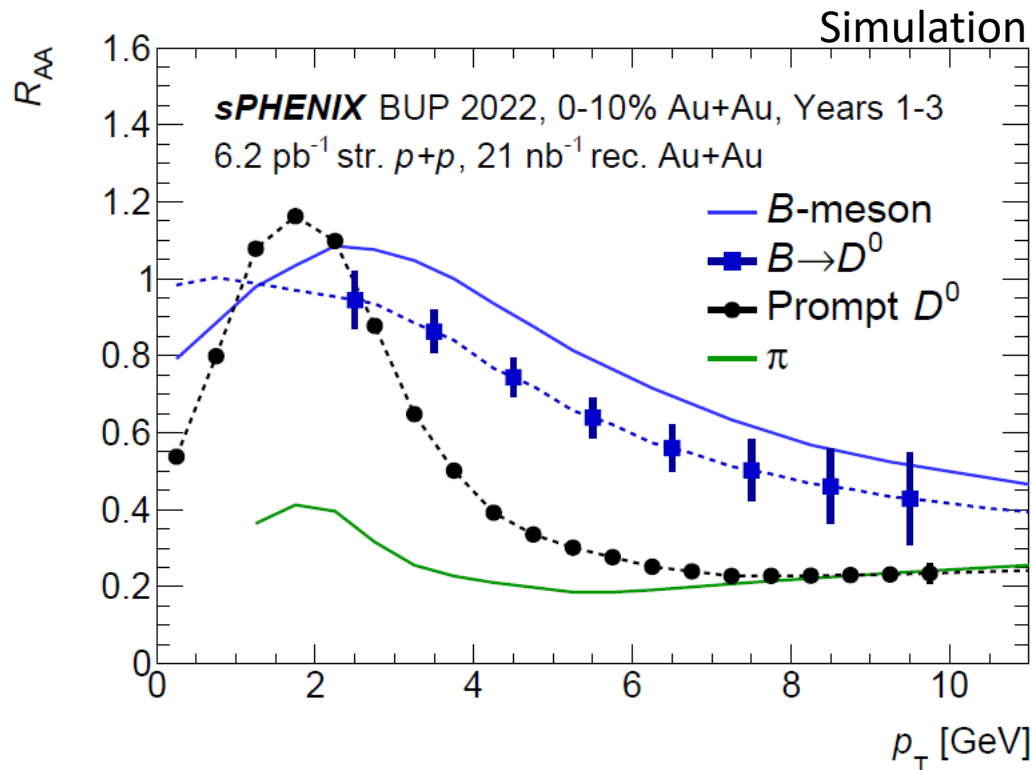 Simulation
R_AA
sPHENIX BUP 2022, 0-10% Au+Au, Years 1-3
6.2 pb⁻¹ str. p+p, 21 nb⁻¹ rec. Au+Au
B-meson
B→D⁰
Prompt D⁰
π
1.6
1.4
1.2
1
0.8
0.6
0.4
0.2
0
0 2 4 6 8 10
p_T [GeV]